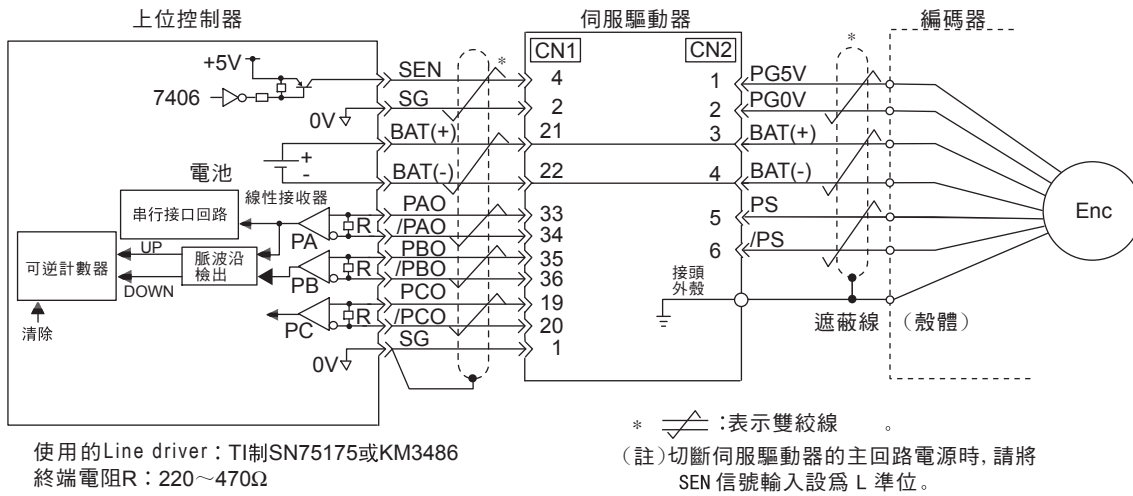 上位控制器
伺服驅動器
編碼器
+5V
7406
0V
SEN
SG
BAT(+)
BAT(-)
*
CN1
CN2
4
2
21
22
1
2
3
4
PG5V
PG0V
BAT(+)
BAT(-)
*
電池
+
-
線性接收器
串行接口回路
可逆計數器
UP
DOWN
脈波沿
檢出
清除
PA
PB
PC
R
R
R
PAO
/PAO
PBO
/PBO
PCO
/PCO
SG
0V
33
34
35
36
19
20
1
5
6
PS
/PS
Enc
接頭
外殼
遮蔽線
(殼體)
使用的Line driver：TI制SN75175或KM3486
終端電阻R：220～470Ω
* :表示雙絞線 。
(註)切斷伺服驅動器的主回路電源時, 請將
SEN 信號輸入設爲 L 準位。